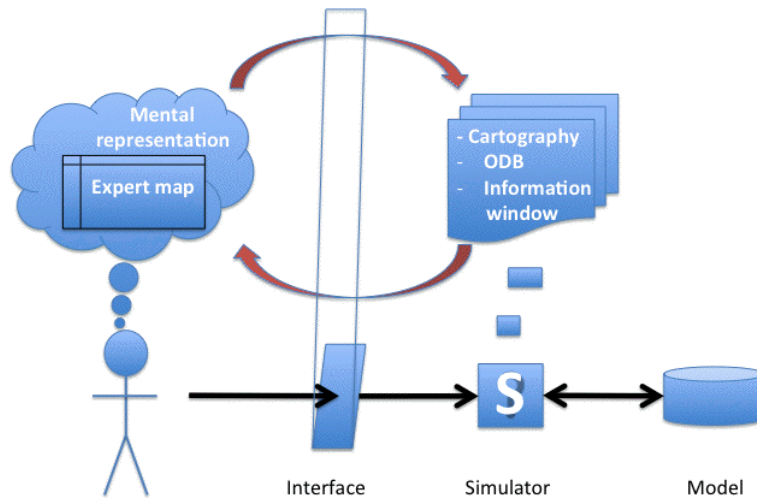 Mental
representation
Expert map
- Cartography
- ODB
- Information
window
S
Interface
Simulator
Model